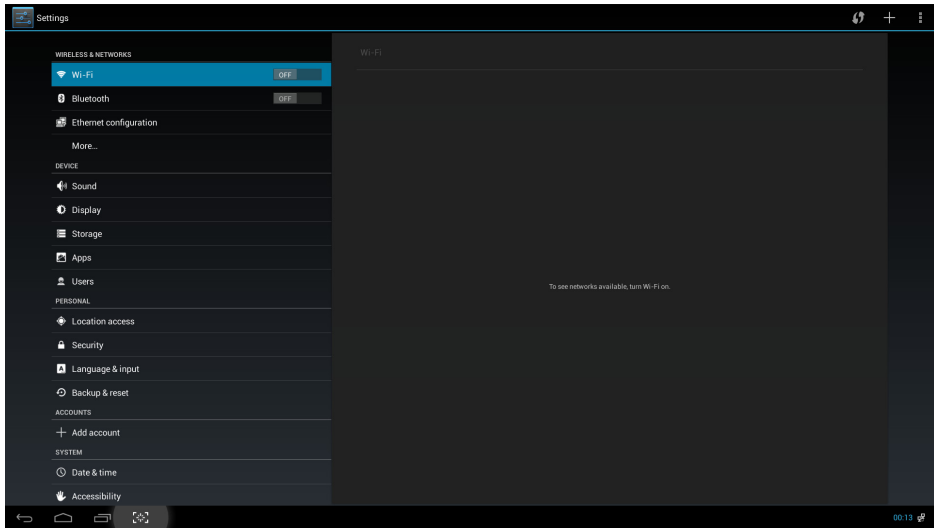 Settings
WIRELESS & NETWORKS
Wi-Fi OFF
Bluetooth OFF
Ethernet configuration
More...
DEVICE
Sound
Display
Storage
Apps
Users
PERSONAL
Location access
Security
Language & input
Backup & reset
ACCOUNTS
Add account
SYSTEM
Date & time
Accessibility
Wi-Fi
To see networks available, turn Wi-Fi on.
00:13